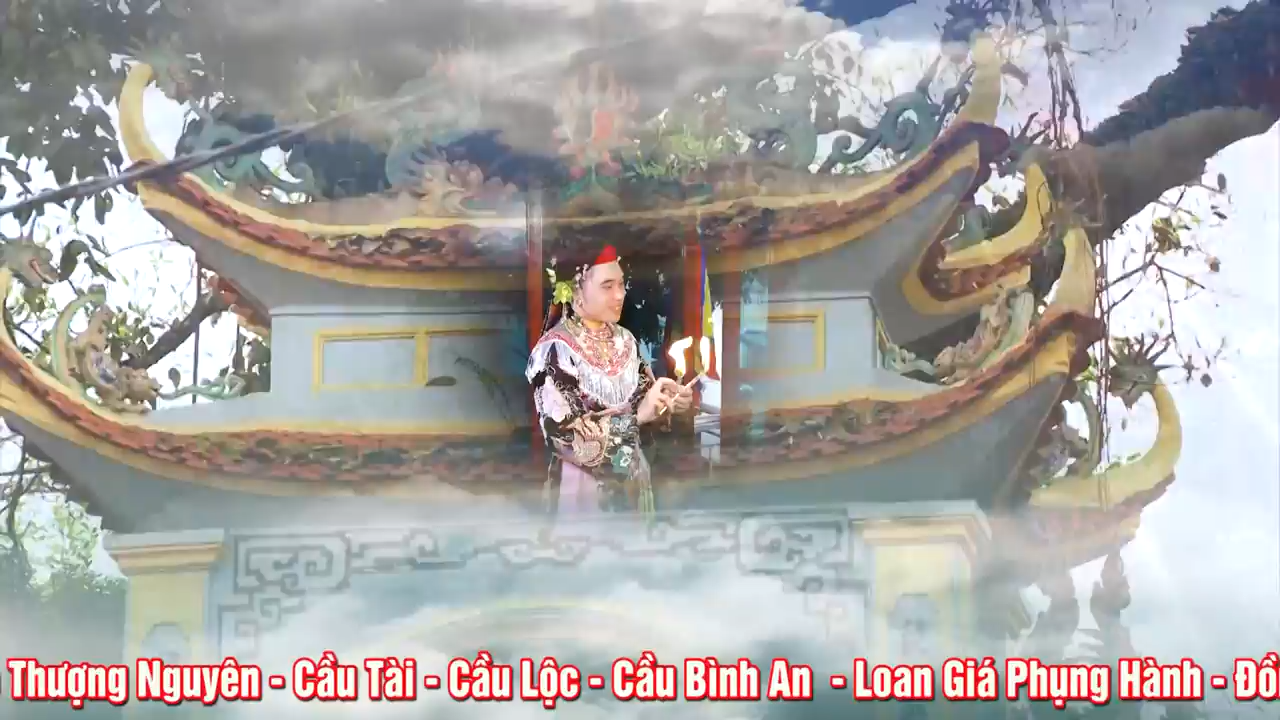 Thượng Nguyên - Cầu Tài - Cầu Lộc - Cầu Bình An - Loan Giá Phụng Hành -